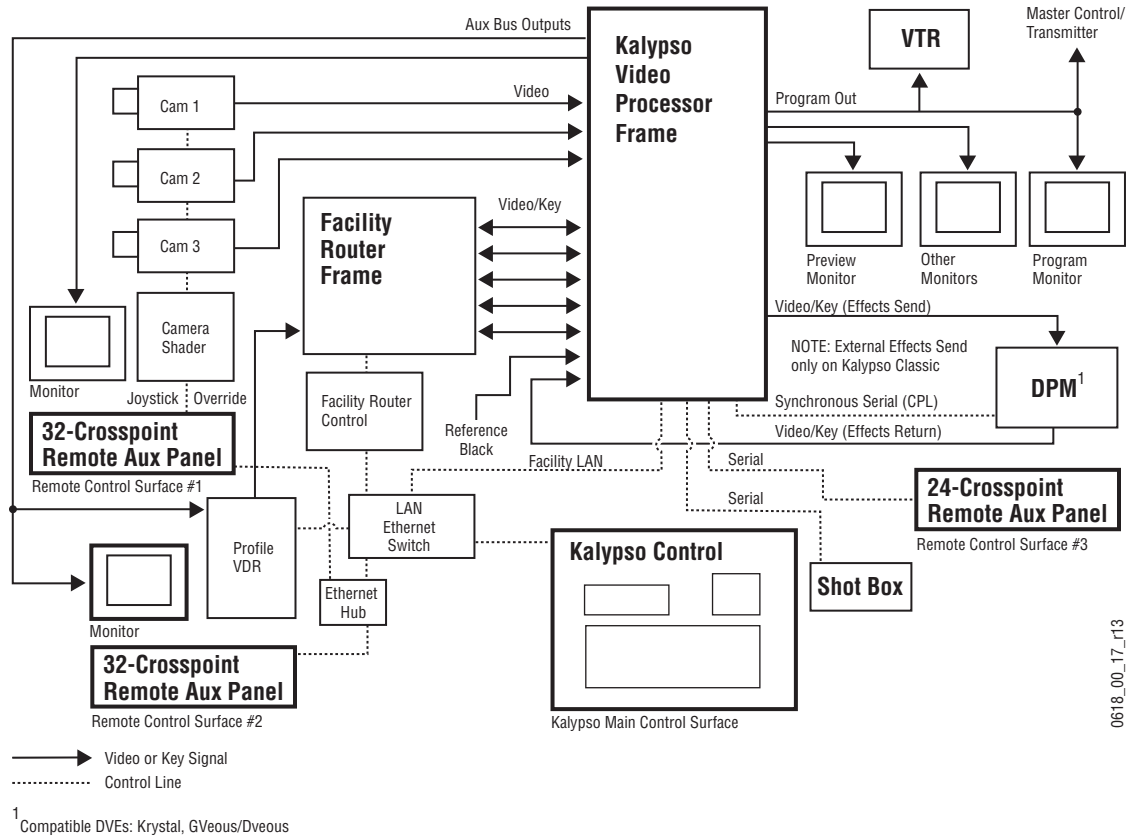 Aux Bus Outputs
Kalypso
Video
Processor
Frame
VTR
Master Control/
Transmitter
Cam 1
Video
Program Out
Cam 2
Cam 3
Video/Key
Facility
Router
Frame
Preview
Monitor
Other
Monitors
Program
Monitor
Camera
Shader
Video/Key (Effects Send)
NOTE: External Effects Send
only on Kalypso Classic
DPM1
Monitor
Joystick
Override
Facility Router
Control
Reference
Black
Synchronous Serial (CPL)
Video/Key (Effects Return)
32-Crosspoint
Remote Aux Panel
Remote Control Surface #1
Facility LAN
Serial
Serial
24-Crosspoint
Remote Aux Panel
Remote Control Surface #3
LAN
Ethernet
Switch
Profile
VDR
Kalypso Control
Ethernet
Hub
Shot Box
Monitor
32-Crosspoint
Remote Aux Panel
Remote Control Surface #2
Kalypso Main Control Surface
0618_00_17_r13
Video or Key Signal
Control Line
1Compatible DVEs: Krystal, GVeous/Dveous